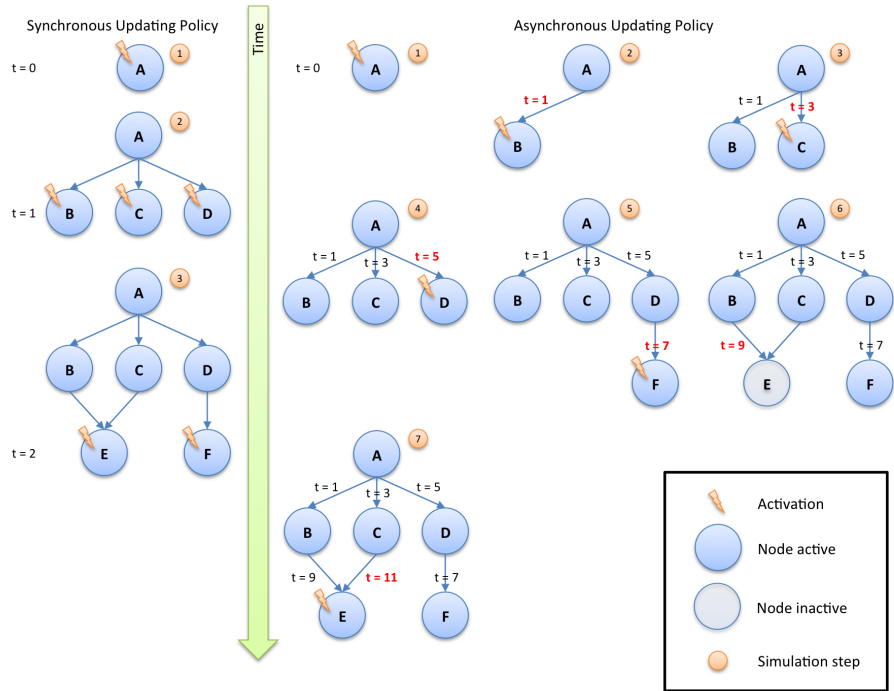 Synchronous Updating Policy
t = 0
A
1
A
2
t = 1
B
C
D
A
3
B
C
D
t = 2
E
F
Time
Asynchronous Updating Policy
t = 0
A
1
A
2
t = 1
B
A
3
t = 1
t = 3
B
C
A
4
t = 1
t = 3
t = 5
B
C
D
A
5
t = 1
t = 3
t = 5
B
C
D
t = 7
F
A
6
t = 1
t = 3
t = 5
B
C
D
t = 9
t = 7
E
F
A
7
t = 1
t = 3
t = 5
B
C
D
t = 9
t = 11
t = 7
E
F
Activation
Node active
Node inactive
Simulation step